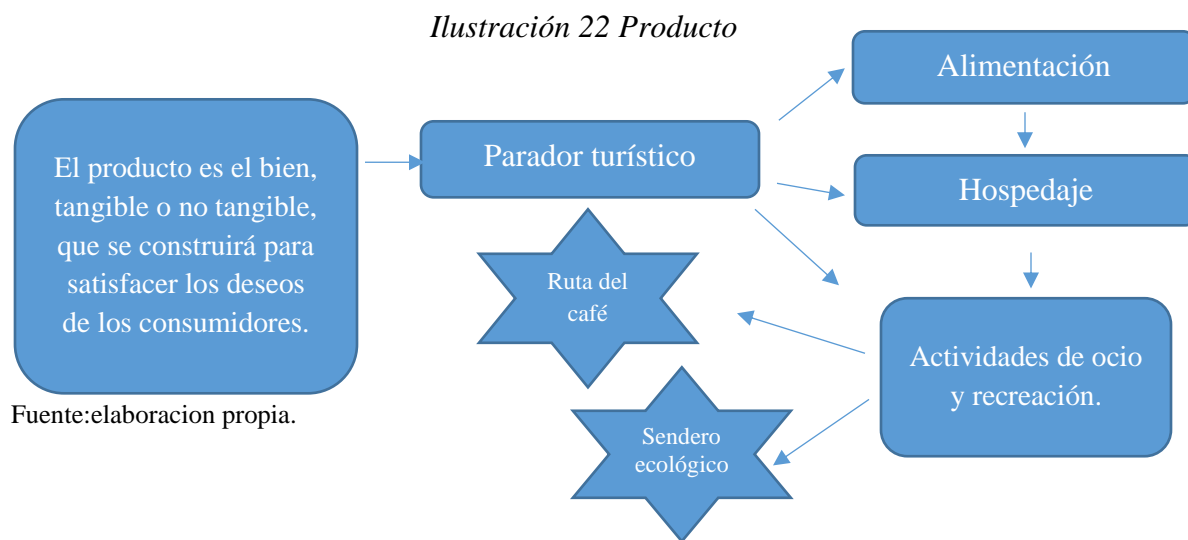 Ilustración 22 Producto
El producto es el bien,
tangible o no tangible,
que se construirá para
satisfacer los deseos
de los consumidores.
Parador turístico
Alimentación
Hospedaje
Actividades de ocio
y recreación.
Ruta del
café
Sendero
ecológico
Fuente:elaboracion propia.